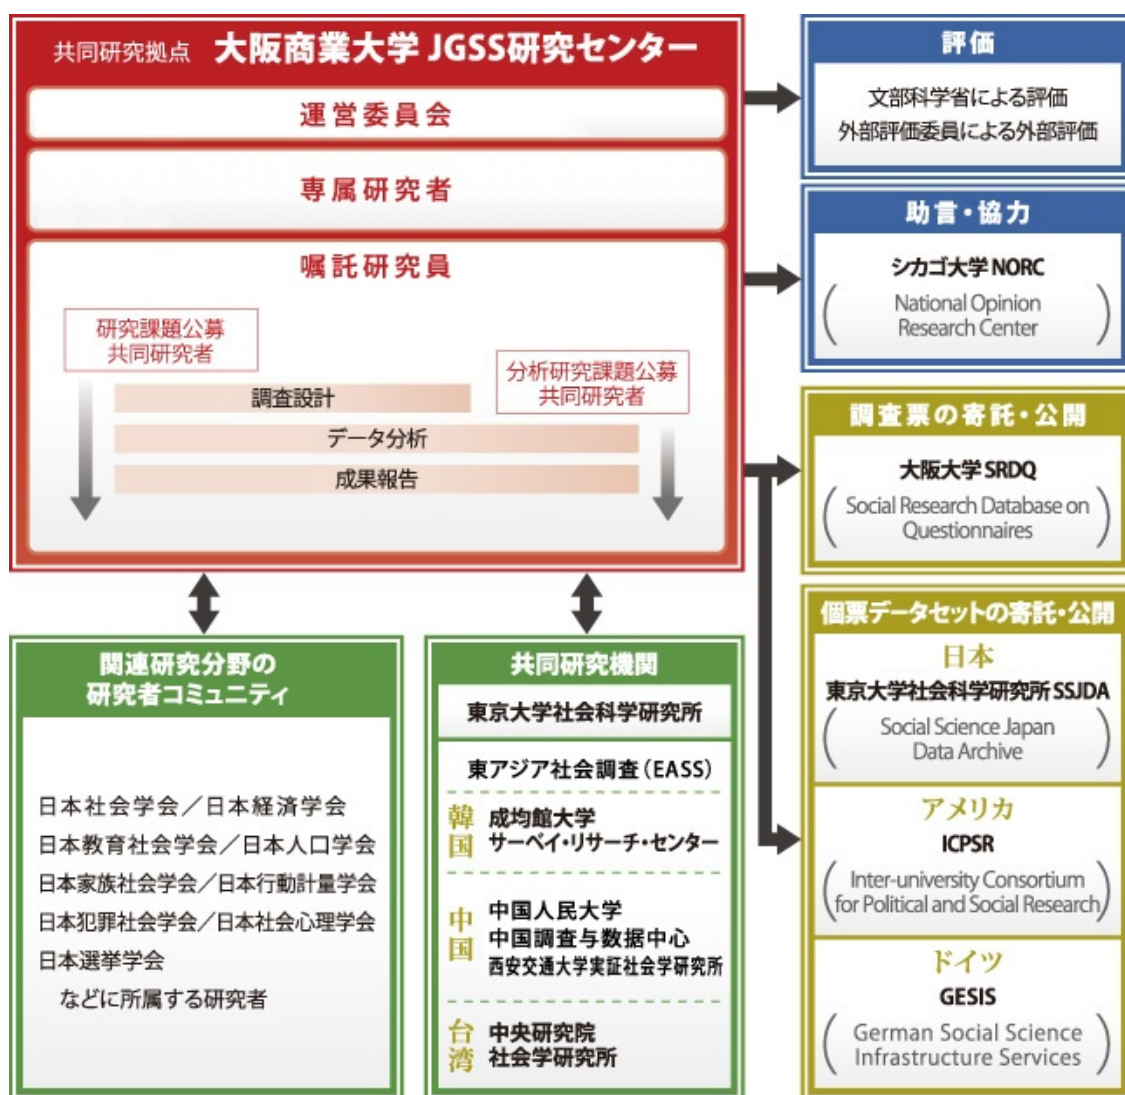 共同研究拠点 大阪商業大学 JGSS研究センター
運営委員会
専属研究者
嘱託研究員
研究課題公募
共同研究者
分析研究課題公募
共同研究者
調査設計
データ分析
成果報告
評価
文部科学省による評価
外部評価委員による外部評価
助言・協力
シカゴ大学 NORC
(National Opinion
Research Center)
調査票の寄託・公開
大阪大学 SRDQ
(Social Research Database on
Questionnaires)
個票データセットの寄託・公開
日本
東京大学社会科学研究所 SSJDA
(Social Science Japan
Data Archive)
アメリカ
ICPSR
(Inter-university Consortium
for Political and Social Research)
ドイツ
GESIS
(German Social Science
Infrastructure Services)
関連研究分野の
研究者コミュニティ
日本社会学会／日本経済学会
日本教育社会学会／日本人口学会
日本家族社会学会／日本行動計量学会
日本犯罪社会学会／日本社会心理学会
日本選挙学会
などに所属する研究者
共同研究機関
東京大学社会科学研究所
東アジア社会調査（EASS）
韓国
成均館大学
サーベイ・リサーチ・センター
中国
中国人民大学
中国調査与数据中心
西安交通大学実証社会学研究所
台湾
中央研究院
社会学研究所